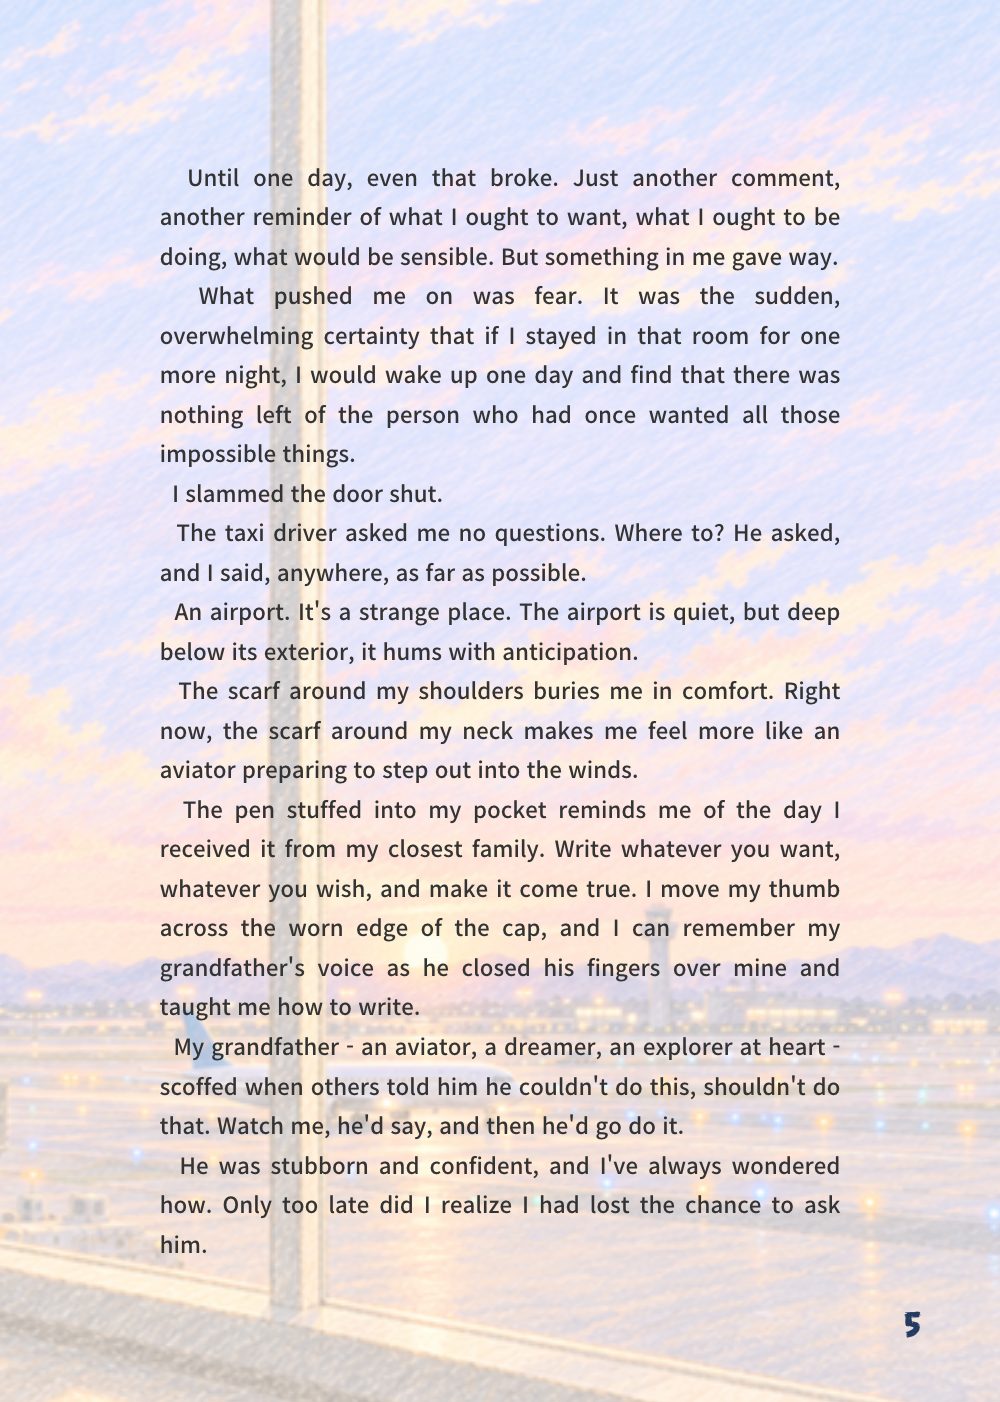 Until one day, even that broke. Just another comment,
another reminder of what I ought to want, what I ought to be
doing, what would be sensible. But something in me gave way.
What pushed me on was fear. It was the sudden,
overwhelming certainty that if I stayed in that room for one
more night, I would wake up one day and find that there was
nothing left of the person who had once wanted all those
impossible things.
I slammed the door shut.
The taxi driver asked me no questions. Where to? He asked,
and I said, anywhere, as far as possible.
An airport. It's a strange place. The airport is quiet, but deep
below its exterior, it hums with anticipation.
The scarf around my shoulders buries me in comfort. Right
now, the scarf around my neck makes me feel more like an
aviator preparing to step out into the winds.
The pen stuffed into my pocket reminds me of the day I
received it from my closest family. Write whatever you want,
whatever you wish, and make it come true. I move my thumb
across the worn edge of the cap, and I can remember my
grandfather's voice as he closed his fingers over mine and
taught me how to write.
My grandfather - an aviator, a dreamer, an explorer at heart -
scoffed when others told him he couldn't do this, shouldn't do
that. Watch me, he'd say, and then he'd go do it.
He was stubborn and confident, and I've always wondered
how. Only too late did I realize I had lost the chance to ask
him.
5